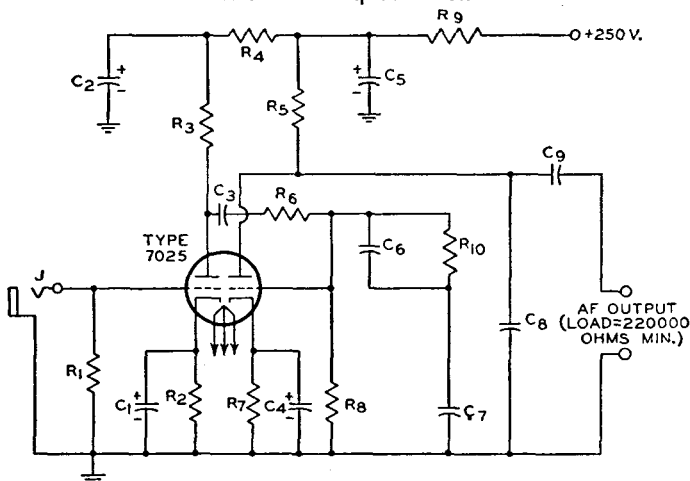 R9
+250 V.
R4
C2
+
-
+
-
C5
R3
R5
C9
C3
R6
TYPE
7025
C6
R10
J
AF OUTPUT
(LOAD=220000
OHMS MIN.)
C8
R1
+
C1
-
R2
R7
C4
+
-
R8
C7